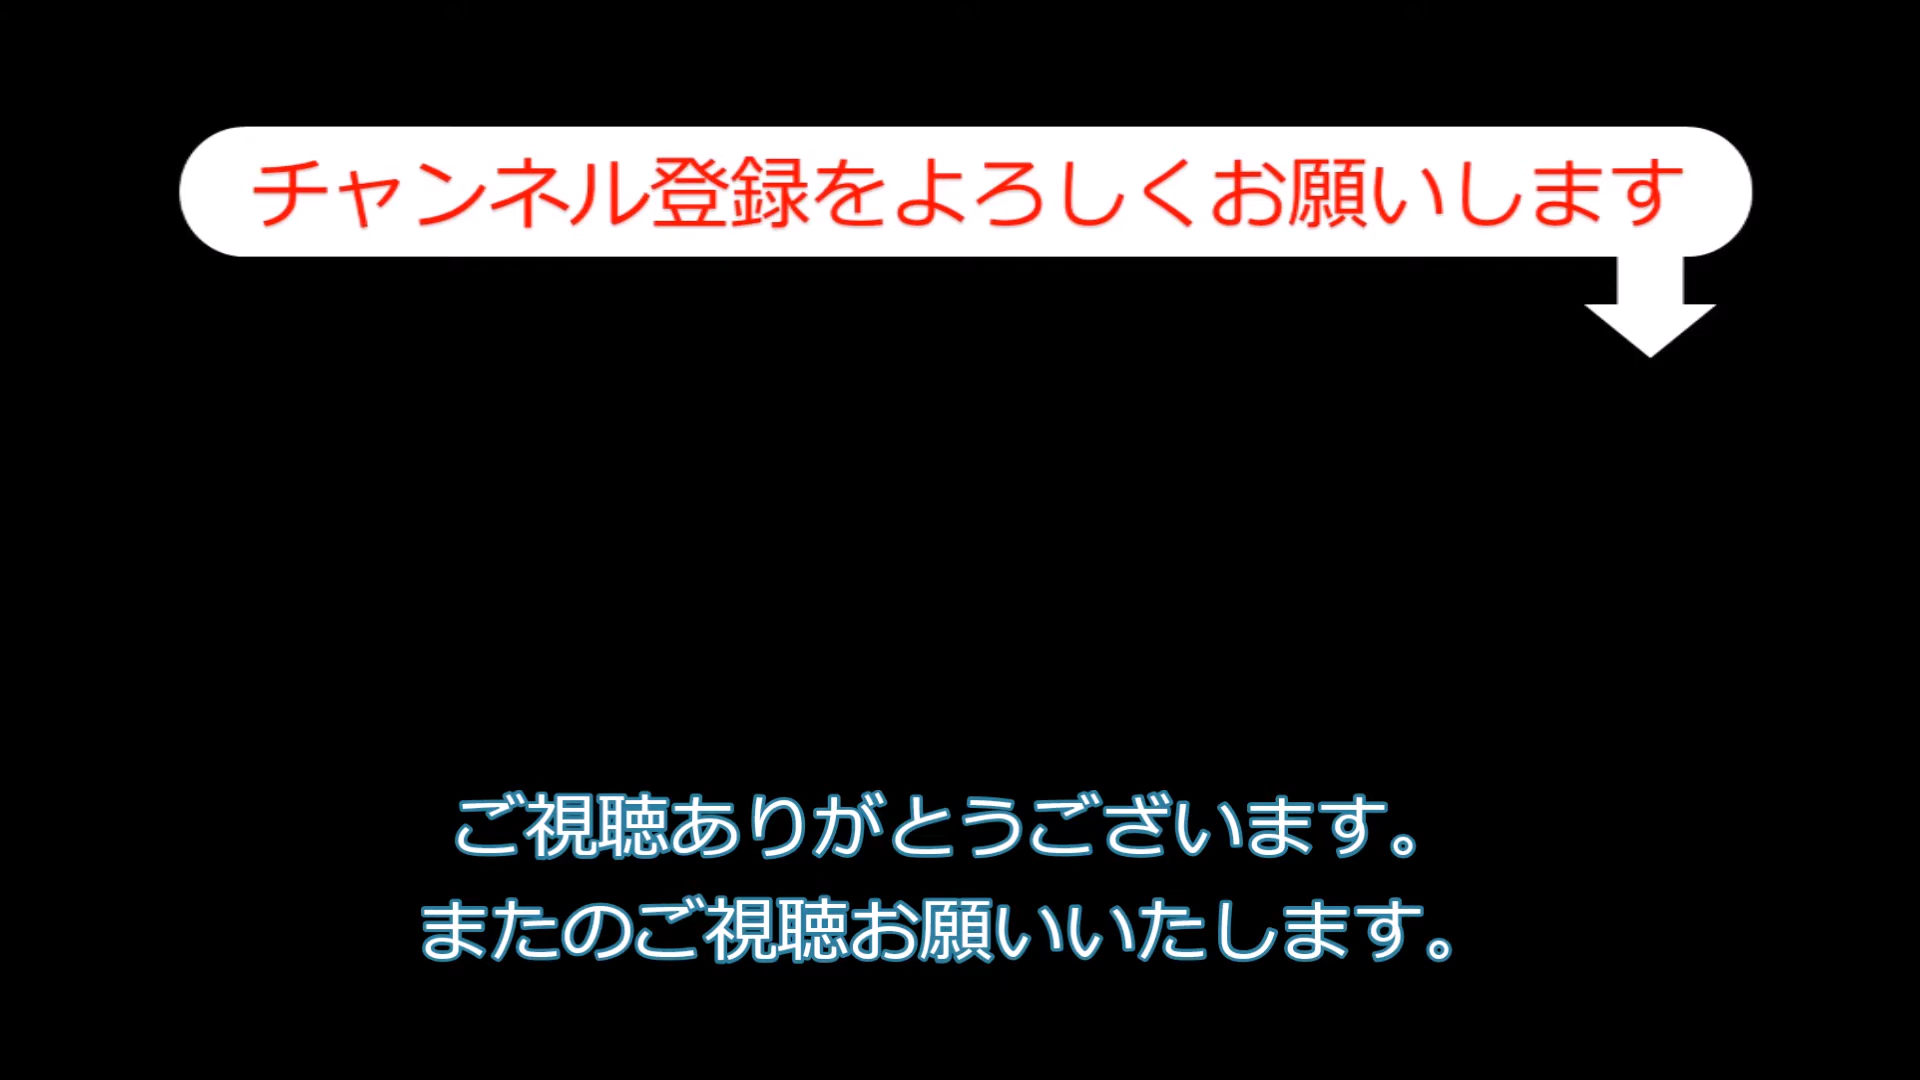 チャンネル登録をよろしくお願いします
ご視聴ありがとうございます。
またのご視聴お願いいたします。